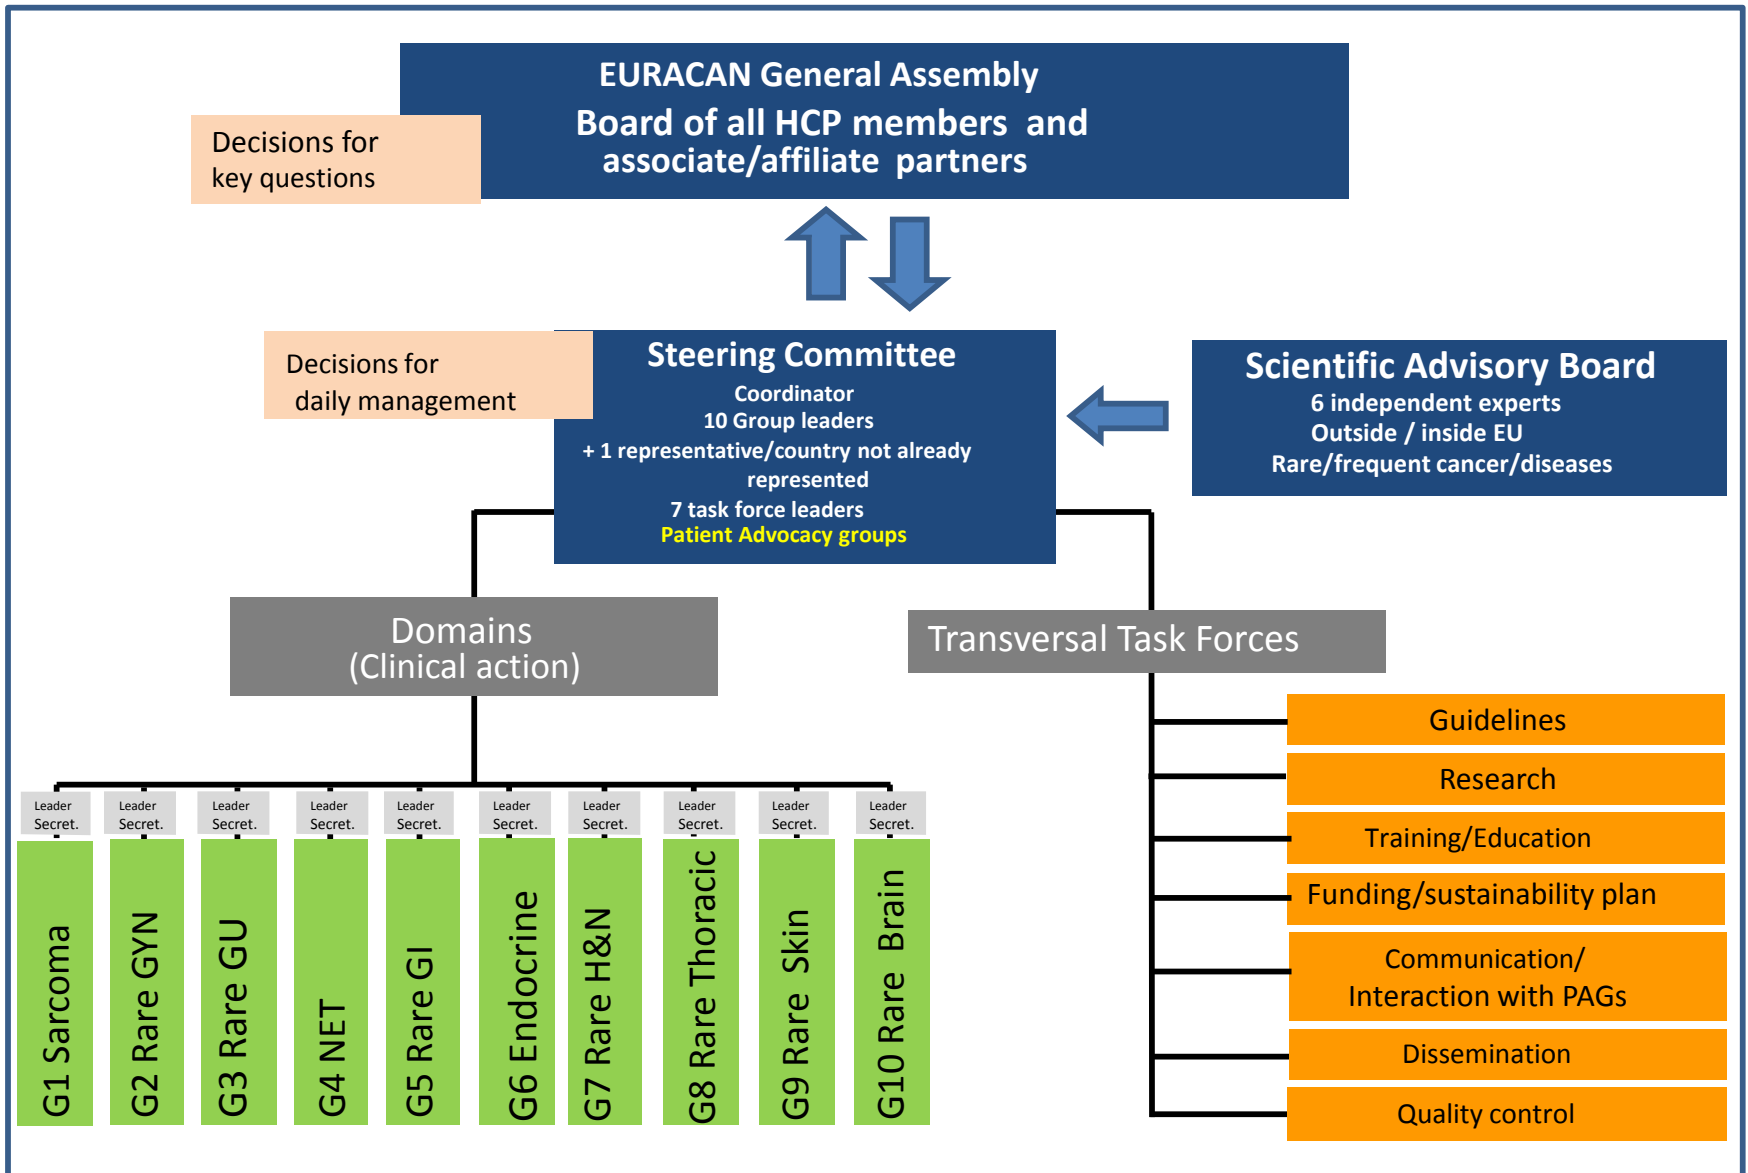 EURACAN General Assembly
Board of all HCP members and
associate/affiliate partners
Decisions for
key questions
Decisions for
daily management
Steering Committee
Coordinator
10 Group leaders
+ 1 representative/country not already
represented
7 task force leaders
Patient Advocacy groups
Scientific Advisory Board
6 independent experts
Outside / inside EU
Rare/frequent cancer/diseases
Domains
(Clinical action)
Transversal Task Forces
Leader
Secret.
Leader
Secret.
Leader
Secret.
Leader
Secret.
Leader
Secret.
Leader
Secret.
Leader
Secret.
Leader
Secret.
Leader
Secret.
Leader
Secret.
G1 Sarcoma
G2 Rare GYN
G3 Rare GU
G4 NET
G5 Rare GI
G6 Endocrine
G7 Rare H&N
G8 Rare Thoracic
G9 Rare Skin
G10 Rare Brain
Guidelines
Research
Training/Education
Funding/sustainability plan
Communication/
Interaction with PAGs
Dissemination
Quality control